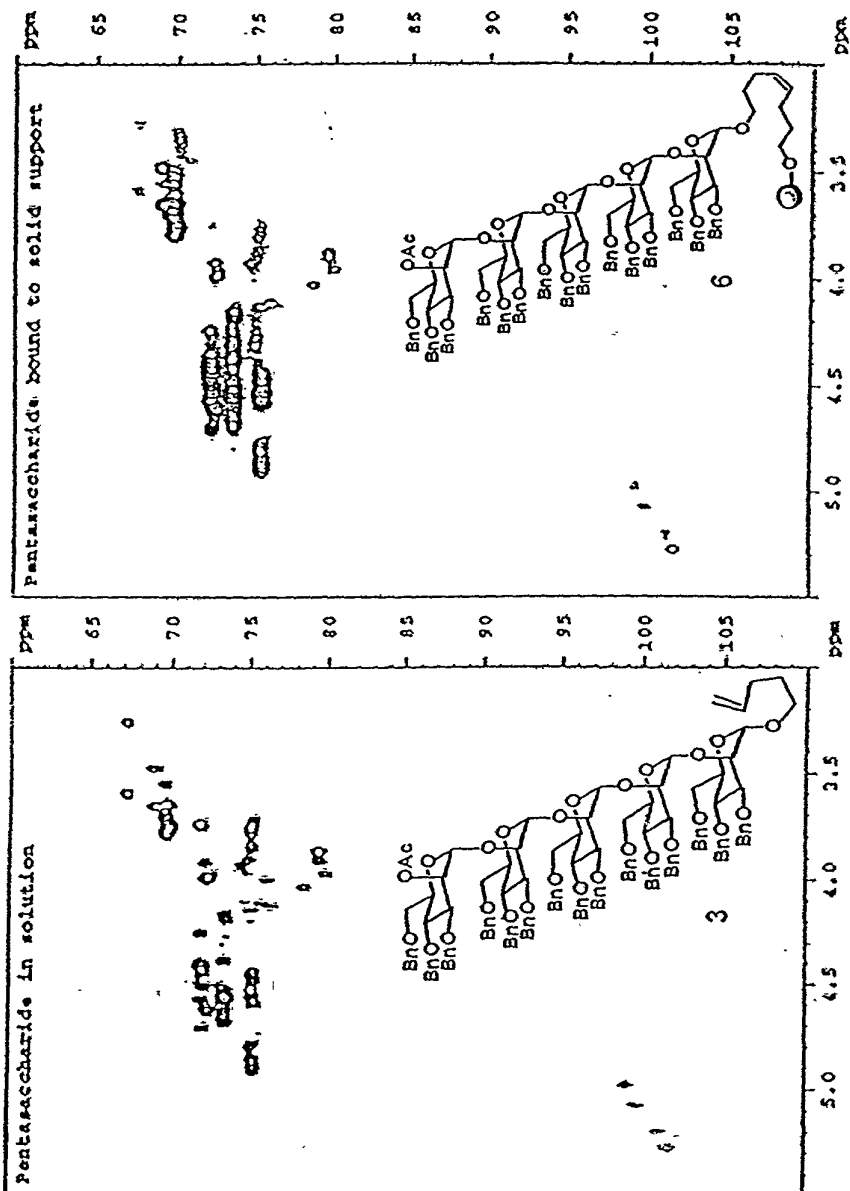 Pentasaccharide bound to solid support
ppm
65
70
75
80
85
90
95
100
105
ppm
3.5
4.0
4.5
5.0
OAc
BnO
BnO
BnO
O
O
BnO
BnO
BnO
O
O
BnO
BnO
BnO
O
O
BnO
BnO
BnO
O
O
BnO
BnO
BnO
O
O
O
6
Pentasaccharide in solution
ppm
65
70
75
80
85
90
95
100
105
ppm
3.5
4.0
4.5
5.0
OAc
BnO
BnO
BnO
O
O
BnO
BnO
BnO
O
O
BnO
BnO
BnO
O
O
BnO
BnO
BnO
O
O
BnO
BnO
BnO
O
O
3